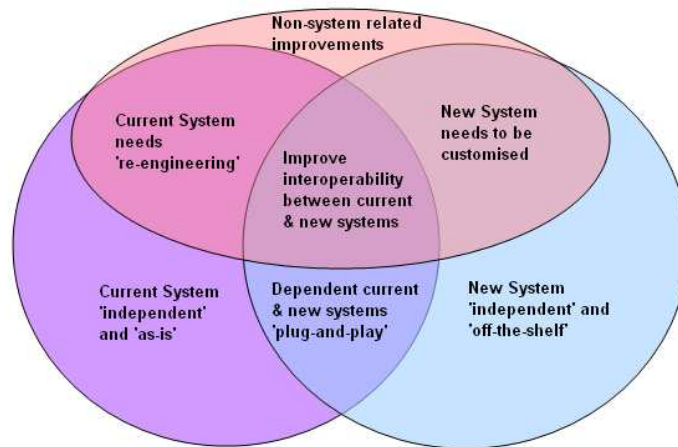 Non-system related
improvements
Current System
needs
're-engineering'
New System
needs to be
customised
Improve
interoperability
between current
& new systems
Current System
'independent'
and 'as-is'
Dependent current
& new systems
'plug-and-play'
New System
'independent' and
'off-the-shelf'